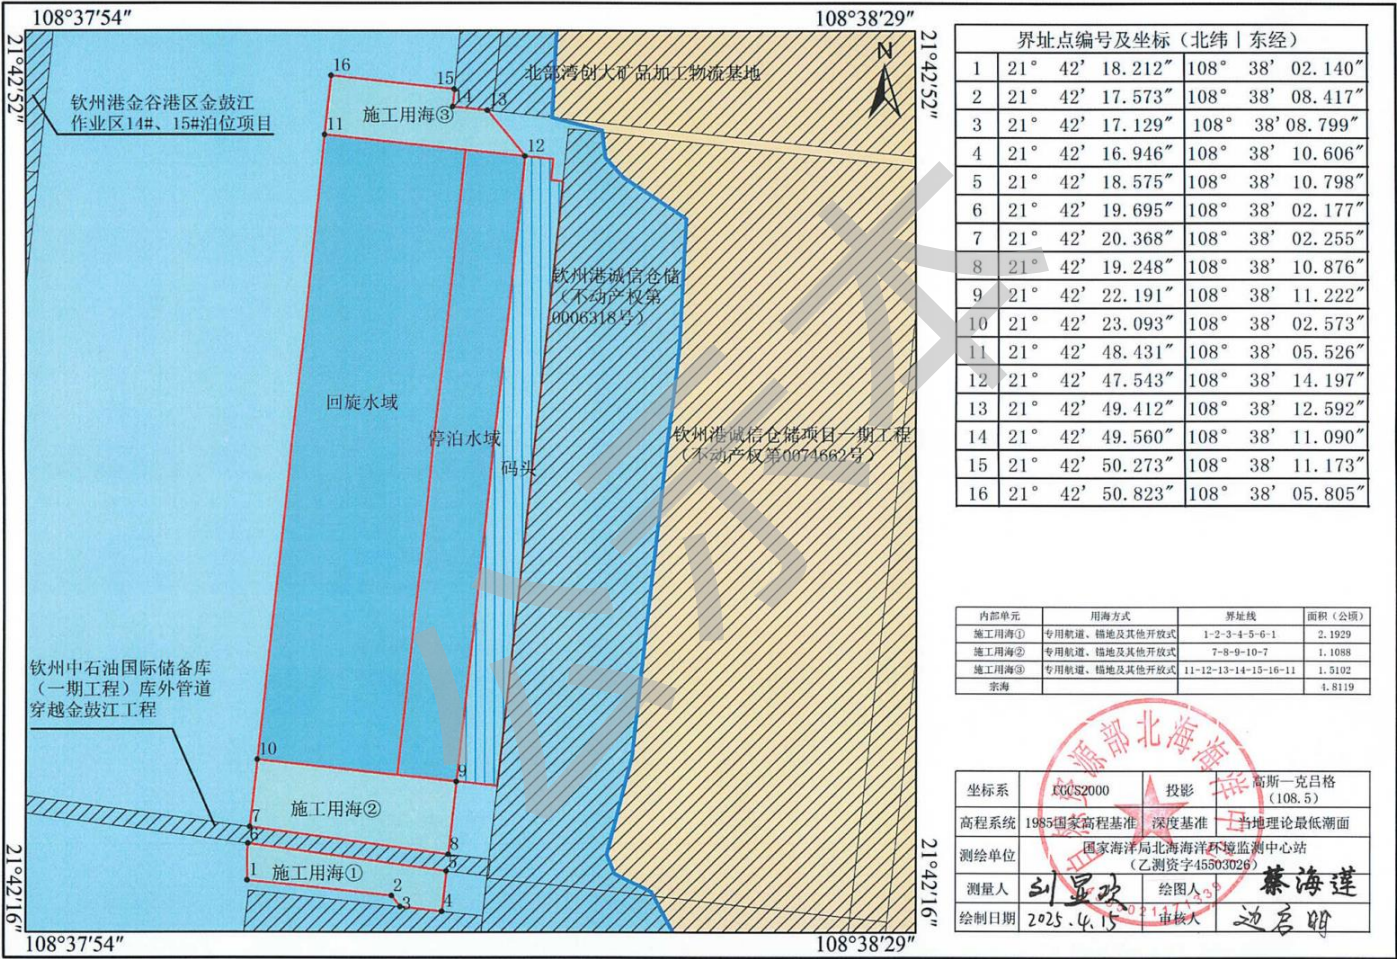 108°37′54″
108°38′29″
21°42′52″
21°42′52″
N
16
15
14
13
北部湾创大矿品加工物流基地
钦州港金谷港区金鼓江
作业区14#、15#泊位项目
施工用海③
11
12
钦州港诚信仓储
（不动产权第
0006318号）
回旋水域
停泊水域
码头
钦州港诚信仓储项目一期工程
（不动产权第0074662号）
钦州中石油国际储备库
（一期工程）库外管道
穿越金鼓江工程
10
9
施工用海②
7
8
6
5
1
施工用海①
2
3
4
21°42′16″
21°42′16″
108°37′54″
108°38′29″
公示本
界址点编号及坐标（北纬｜东经）
1 21° 42′ 18.212″ 108° 38′ 02.140″
2 21° 42′ 17.573″ 108° 38′ 08.417″
3 21° 42′ 17.129″ 108° 38′08.799″
4 21° 42′ 16.946″ 108° 38′ 10.606″
5 21° 42′ 18.575″ 108° 38′ 10.798″
6 21° 42′ 19.695″ 108° 38′ 02.177″
7 21° 42′ 20.368″ 108° 38′ 02.255″
8 21° 42′ 19.248″ 108° 38′ 10.876″
9 21° 42′ 22.191″ 108° 38′ 11.222″
10 21° 42′ 23.093″ 108° 38′ 02.573″
11 21° 42′ 48.431″ 108° 38′ 05.526″
12 21° 42′ 47.543″ 108° 38′ 14.197″
13 21° 42′ 49.412″ 108° 38′ 12.592″
14 21° 42′ 49.560″ 108° 38′ 11.090″
15 21° 42′ 50.273″ 108° 38′ 11.173″
16 21° 42′ 50.823″ 108° 38′ 05.805″
内部单元 用海方式 界址线 面积（公顷）
施工用海① 专用航道、锚地及其他开放式 1-2-3-4-5-6-1 2.1929
施工用海② 专用航道、锚地及其他开放式 7-8-9-10-7 1.1088
施工用海③ 专用航道、锚地及其他开放式 11-12-13-14-15-16-11 1.5102
宗海 4.8119
坐标系 CGCS2000 投影 高斯—克吕格
（108.5）
高程系统 1985国家高程基准 深度基准 当地理论最低潮面
测绘单位 国家海洋局北海海洋环境监测中心站
（乙测资字45503026）
测量人 绘图人 蔡海莲
绘制日期 2025.4.15 审核人 边启明